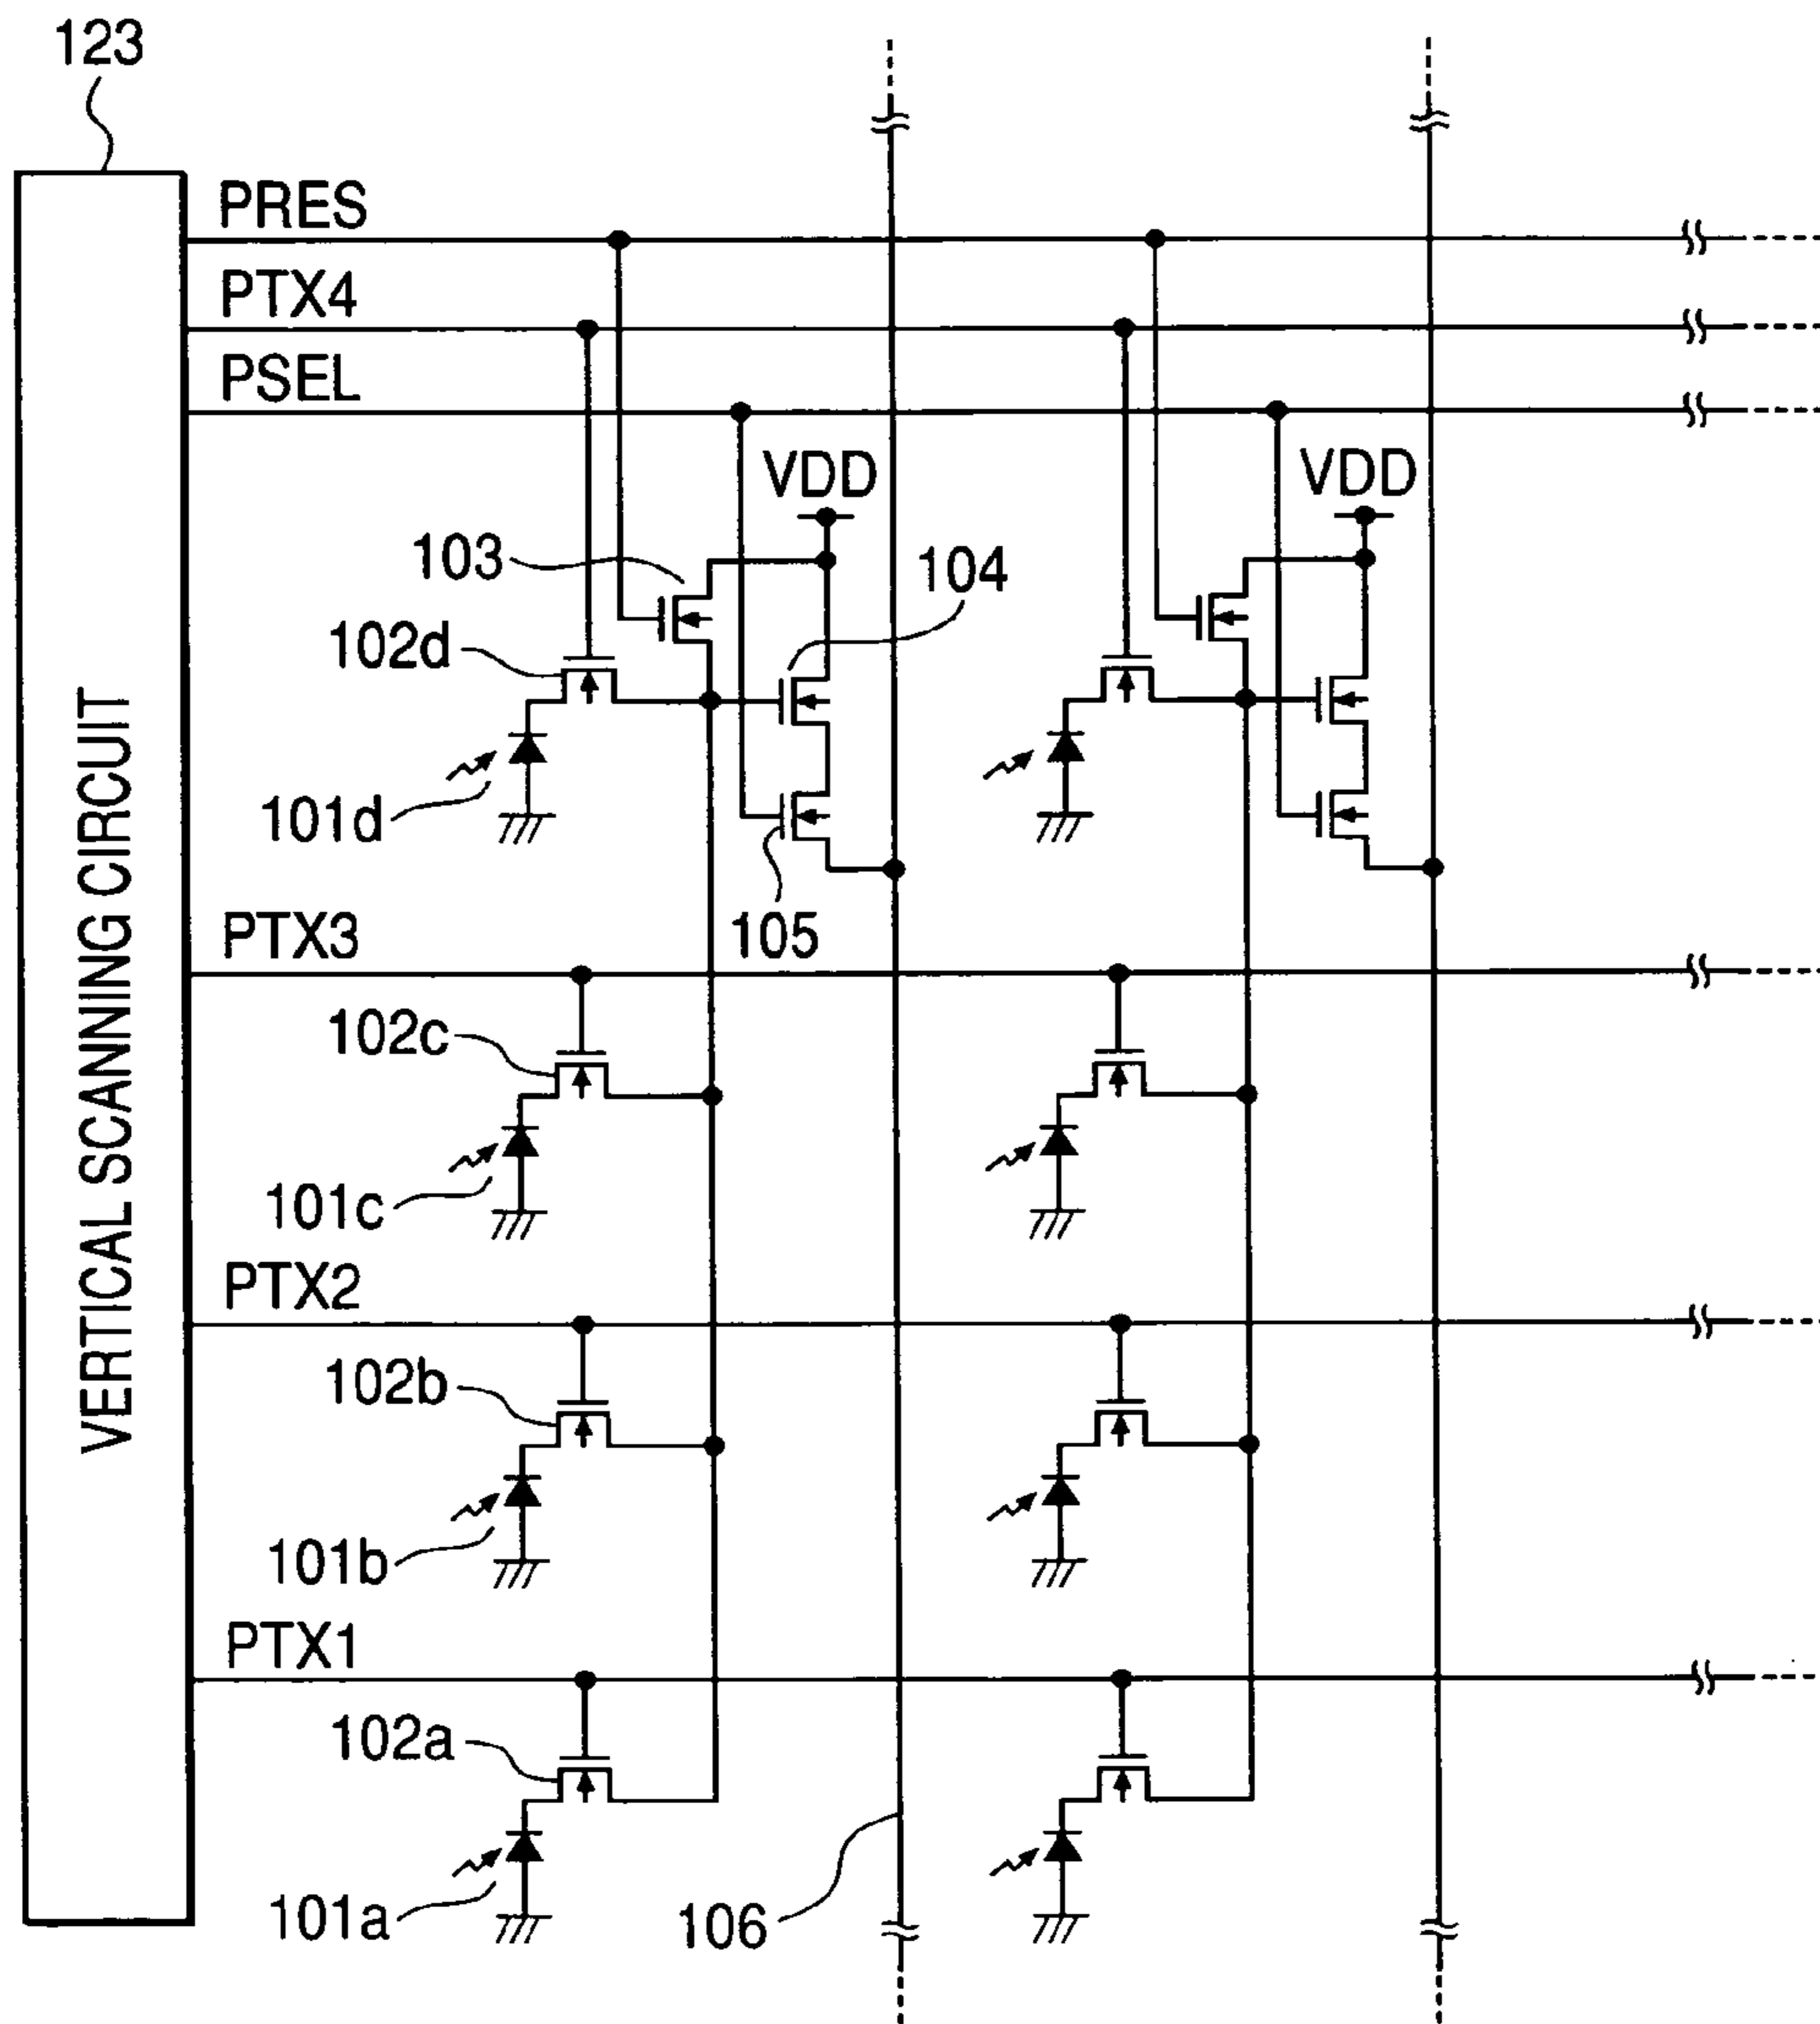 123
PRES
PTX4
PSEL
VDD VDD
103
104
102d
101d
VERTICAL SCANNING CIRCUIT
105
PTX3
102c
101c
PTX2
102b
101b
PTX1
102a
101a
106